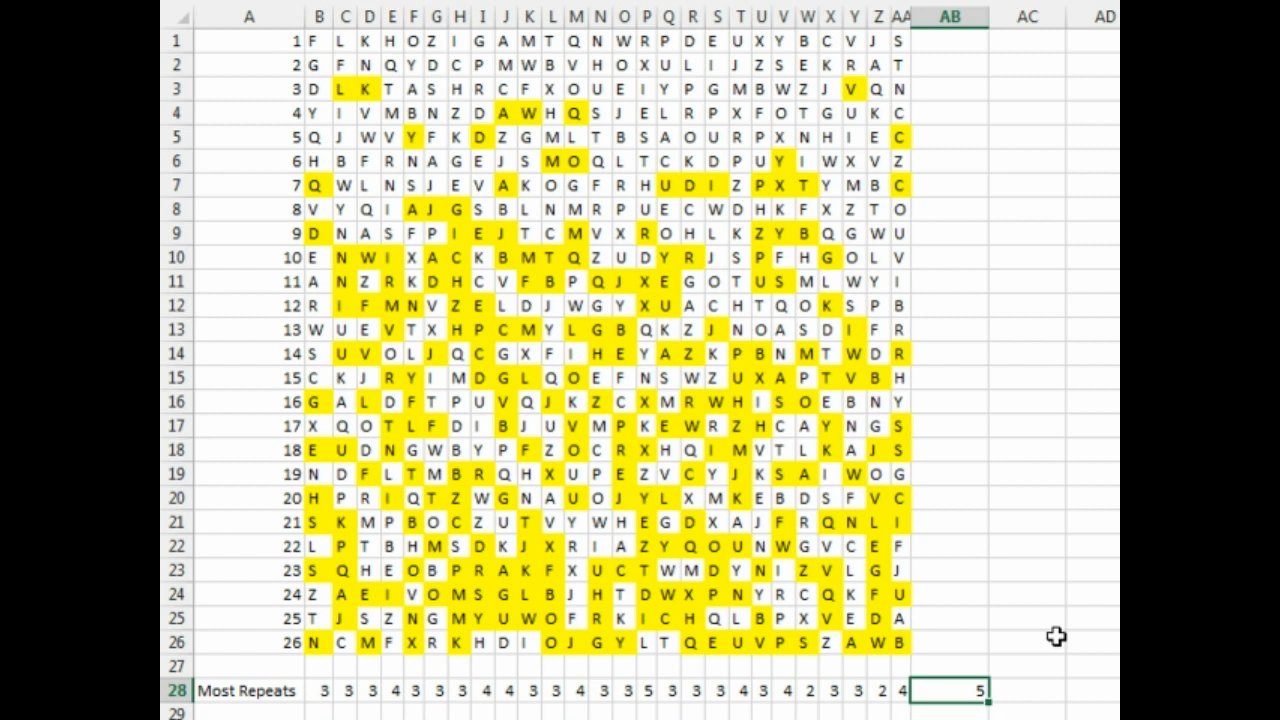 A B C D E F G H I J K L M N O P Q R S T U V W X Y Z AA AB AC AD
1 1 F L K H O Z I G A M T Q N W R P D E U X Y B C V J S
2 2 G F N Q Y D C P M W B V H O X U L I J Z S E K R A T
3 3 D L K T A S H R C F X O U E I Y P G M B W Z J V Q N
4 4 Y I V M B N Z D A W H Q S J E L R P X F O T G U K C
5 5 Q J W V Y F K D Z G M L T B S A O U R P X N H I E C
6 6 H B F R N A G E J S M O Q L T C K D P U Y I W X V Z
7 7 Q W L N S J E V A K O G F R H U D I Z P X T Y M B C
8 8 V Y Q I A J G S B L N M R P U E C W D H K F X Z T O
9 9 D N A S F P I E J T C M V X R O H L K Z Y B Q G W U
10 10 E N W I X A C K B M T Q Z U D Y R J S P F H G O L V
11 11 A N Z R K D H C V F B P Q J X E G O T U S M L W Y I
12 12 R I F M N V Z E L D J W G Y X U A C H T Q O K S P B
13 13 W U E V T X H P C M Y L G B Q K Z J N O A S D I F R
14 14 S U V O L J Q C G X F I H E Y A Z K P B N M T W D R
15 15 C K J R Y I M D G L Q O E F N S W Z U X A P T V B H
16 16 G A L D F T P U V Q J K Z C X M R W H I S O E B N Y
17 17 X Q O T L F D I B J U V M P K E W R Z H C A Y N G S
18 18 E U D N G W B Y P F Z O C R X H Q I M V T L K A J S
19 19 N D F L T M B R Q H X U P E Z V C Y J K S A I W O G
20 20 H P R I Q T Z W G N A U O J Y L X M K E B D S F V C
21 21 S K M P B O C Z U T V Y W H E G D X A J F R Q N L I
22 22 L P T B H M S D K J X R I A Z Y Q O U N W G V C E F
23 23 S Q H E O B P R A K F X U C T W M D Y N I Z V L G J
24 24 Z A E I V O M S G L B J H T D W X P N Y R C Q K F U
25 25 T J S Z N G M Y U W O F R K I C H Q L B P X V E D A
26 26 N C M F X R K H D I O J G Y L T Q E U V P S Z A W B
27
28 Most Repeats 3 3 3 4 3 3 3 4 4 3 3 4 3 3 5 3 3 3 4 3 4 2 3 3 2 4 5
29